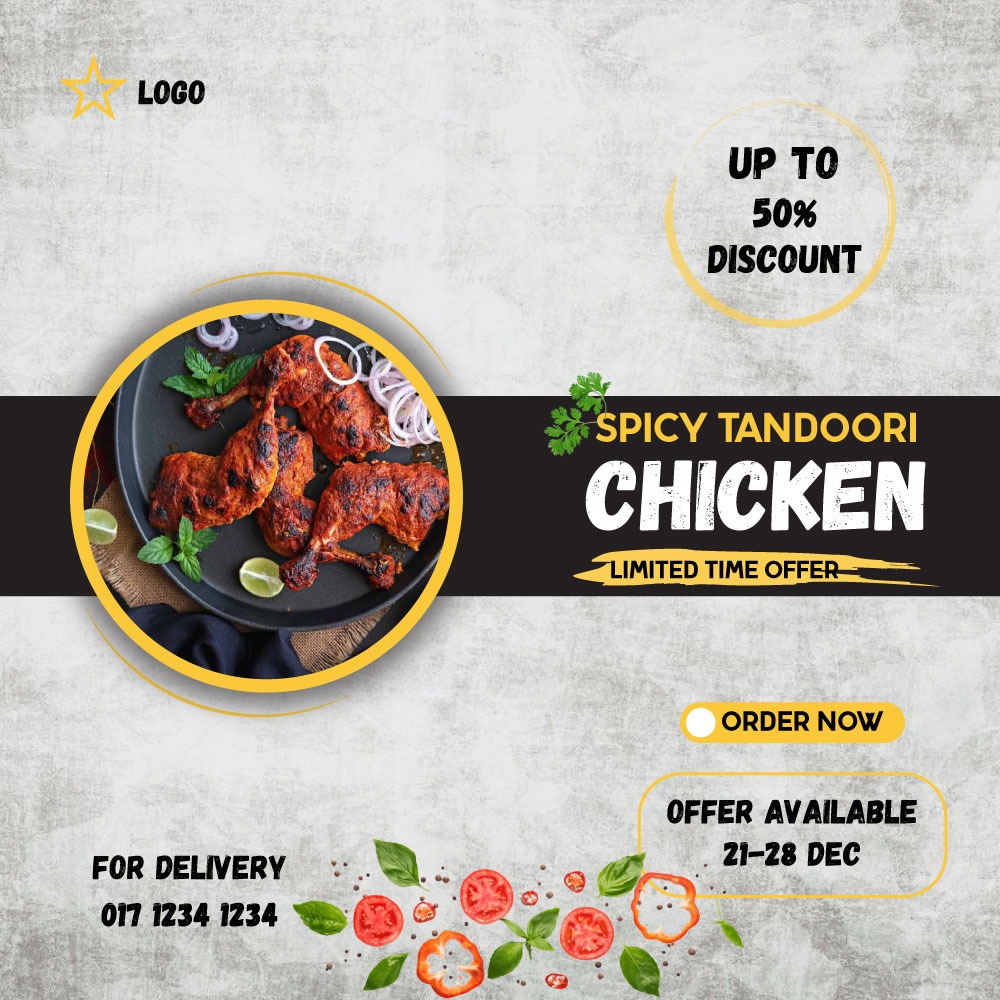 LOGO
UP TO
50%
DISCOUNT
SPICY TANDOORI
CHICKEN
LIMITED TIME OFFER
ORDER NOW
OFFER AVAILABLE
21-28 DEC
FOR DELIVERY
017 1234 1234